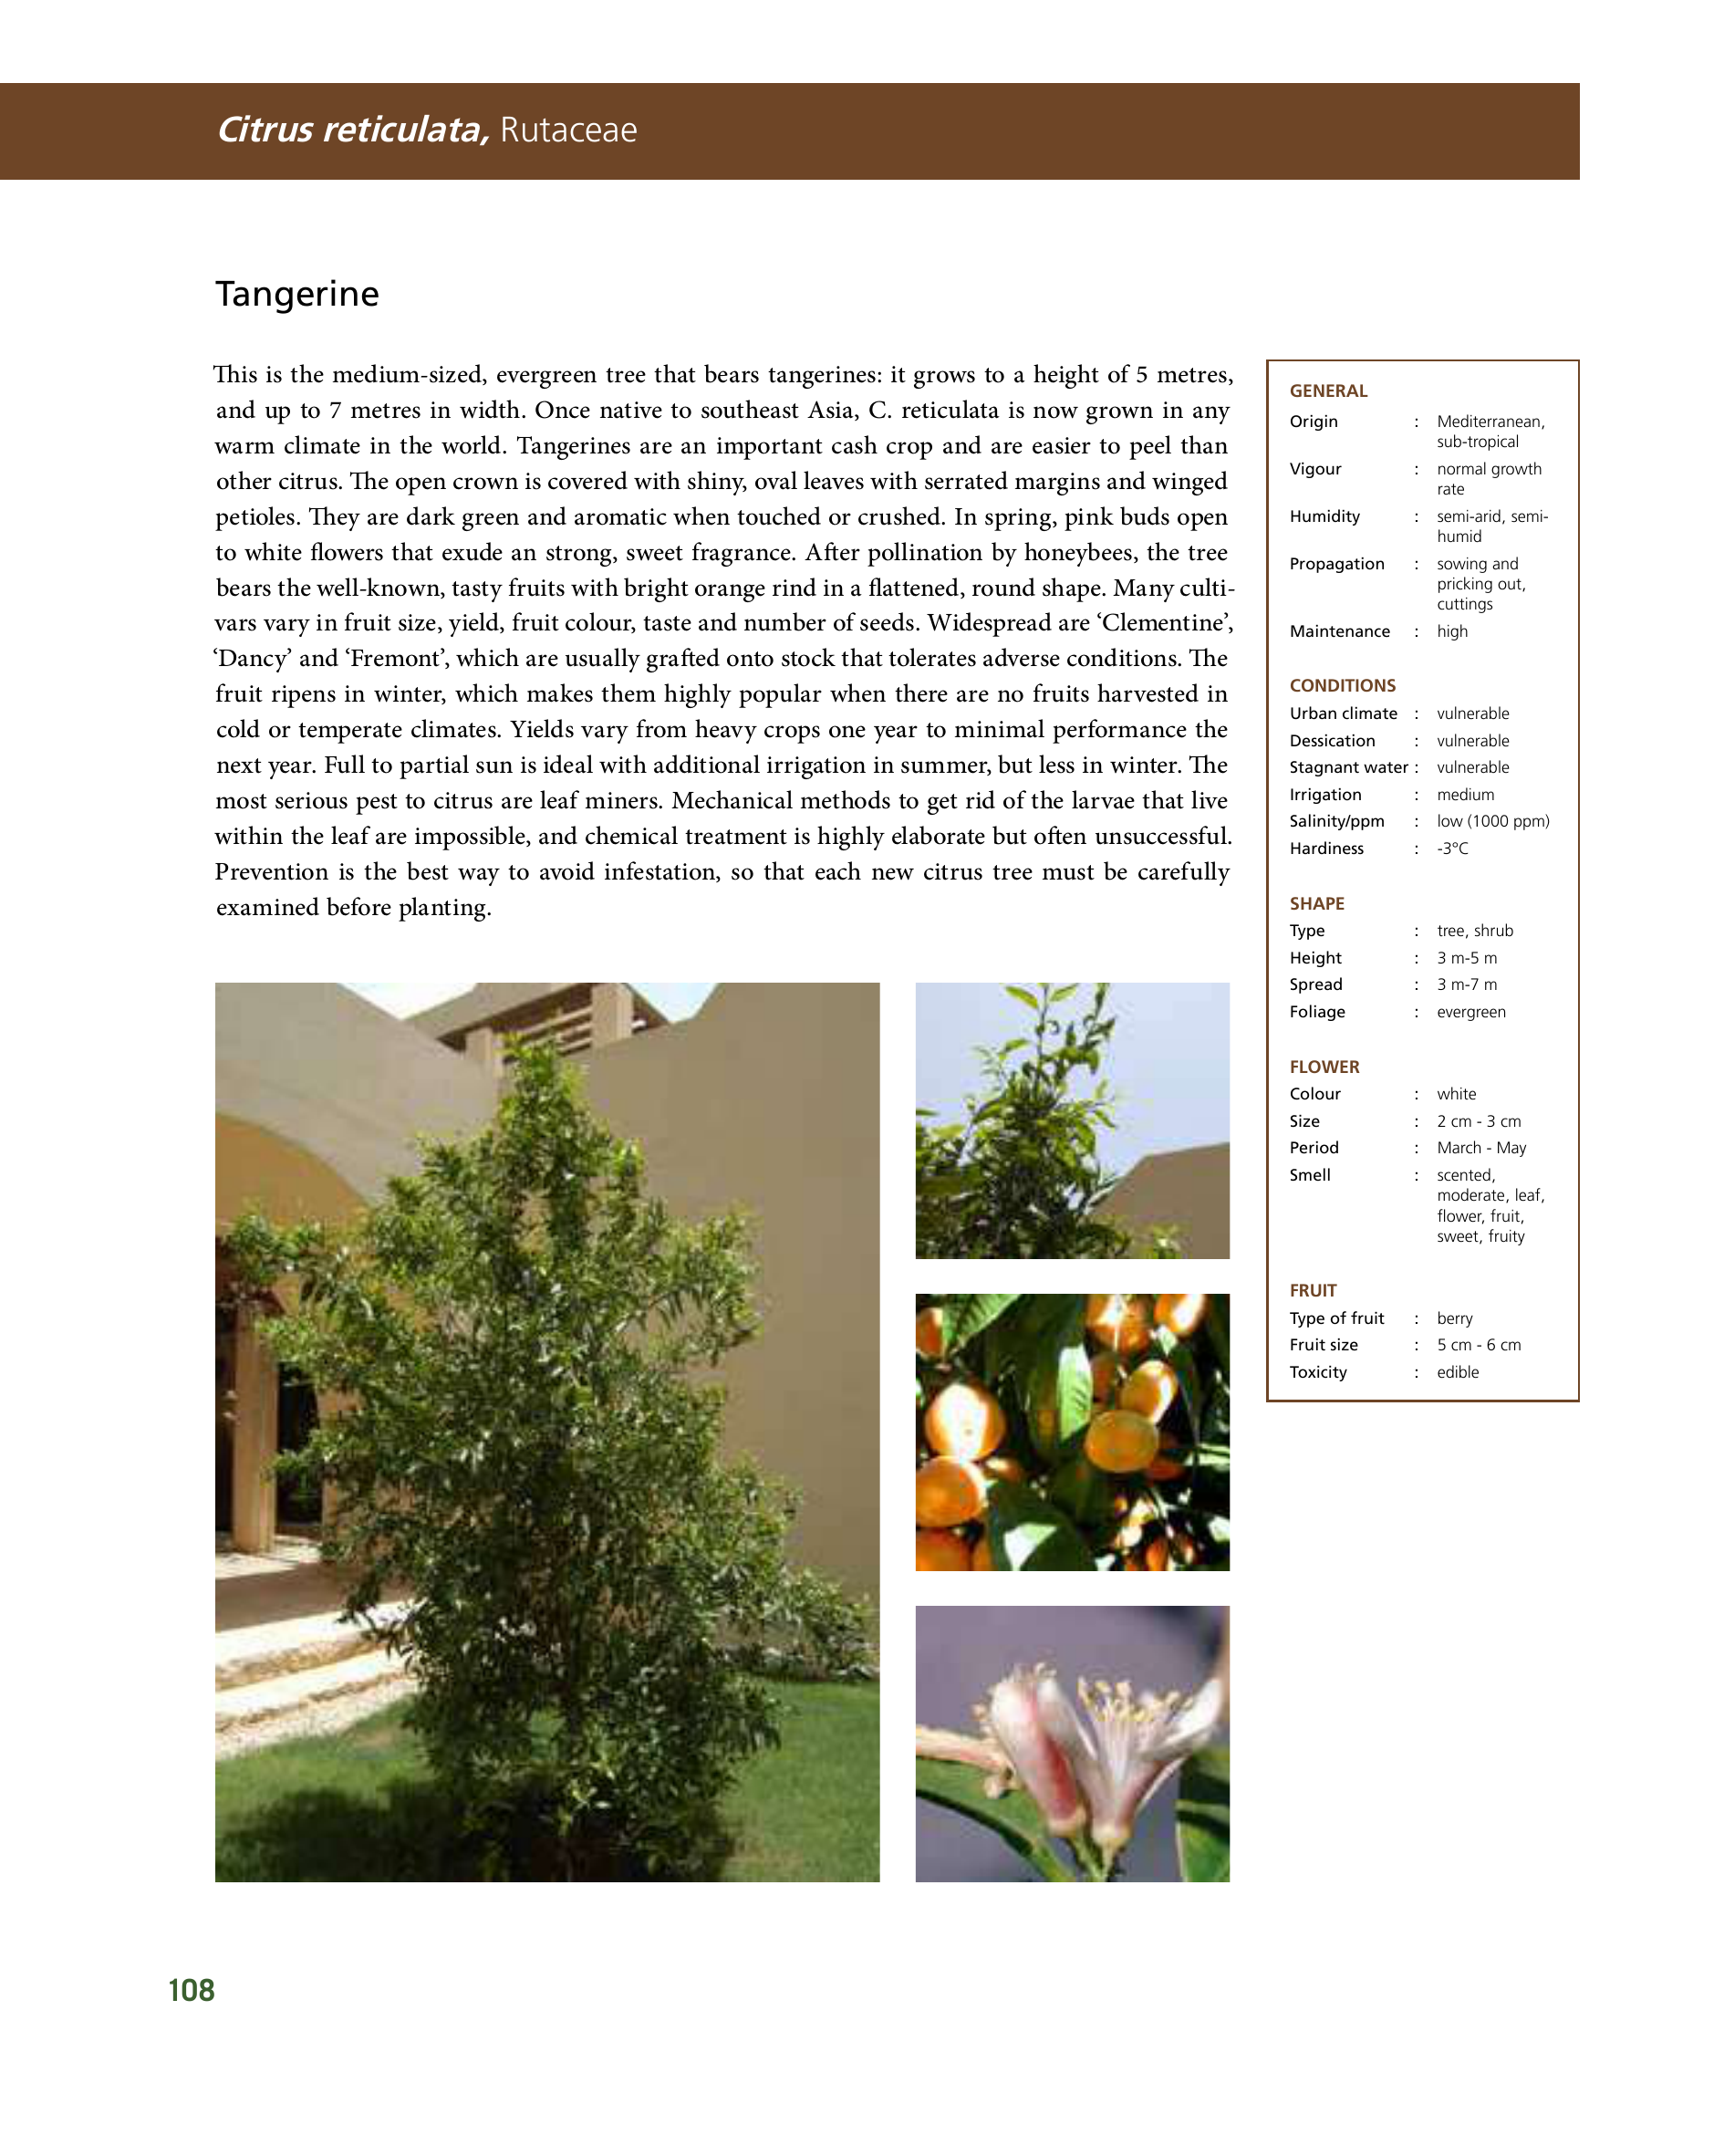 Citrus reticulata, Rutaceae
Tangerine
This is the medium-sized, evergreen tree that bears tangerines: it grows to a height of 5 metres,
and up to 7 metres in width. Once native to southeast Asia, C. reticulata is now grown in any
warm climate in the world. Tangerines are an important cash crop and are easier to peel than
other citrus. The open crown is covered with shiny, oval leaves with serrated margins and winged
petioles. They are dark green and aromatic when touched or crushed. In spring, pink buds open
to white flowers that exude an strong, sweet fragrance. After pollination by honeybees, the tree
bears the well-known, tasty fruits with bright orange rind in a flattened, round shape. Many culti-
vars vary in fruit size, yield, fruit colour, taste and number of seeds. Widespread are ‘Clementine’,
‘Dancy’ and ‘Fremont’, which are usually grafted onto stock that tolerates adverse conditions. The
fruit ripens in winter, which makes them highly popular when there are no fruits harvested in
cold or temperate climates. Yields vary from heavy crops one year to minimal performance the
next year. Full to partial sun is ideal with additional irrigation in summer, but less in winter. The
most serious pest to citrus are leaf miners. Mechanical methods to get rid of the larvae that live
within the leaf are impossible, and chemical treatment is highly elaborate but often unsuccessful.
Prevention is the best way to avoid infestation, so that each new citrus tree must be carefully
examined before planting.
GENERAL
Origin : Mediterranean,
sub-tropical
Vigour : normal growth
rate
Humidity : semi-arid, semi-
humid
Propagation : sowing and
pricking out,
cuttings
Maintenance : high
CONDITIONS
Urban climate : vulnerable
Dessication : vulnerable
Stagnant water : vulnerable
Irrigation : medium
Salinity/ppm : low (1000 ppm)
Hardiness : -3°C
SHAPE
Type : tree, shrub
Height : 3 m-5 m
Spread : 3 m-7 m
Foliage : evergreen
FLOWER
Colour : white
Size : 2 cm - 3 cm
Period : March - May
Smell : scented,
moderate, leaf,
flower, fruit,
sweet, fruity
FRUIT
Type of fruit : berry
Fruit size : 5 cm - 6 cm
Toxicity : edible
108